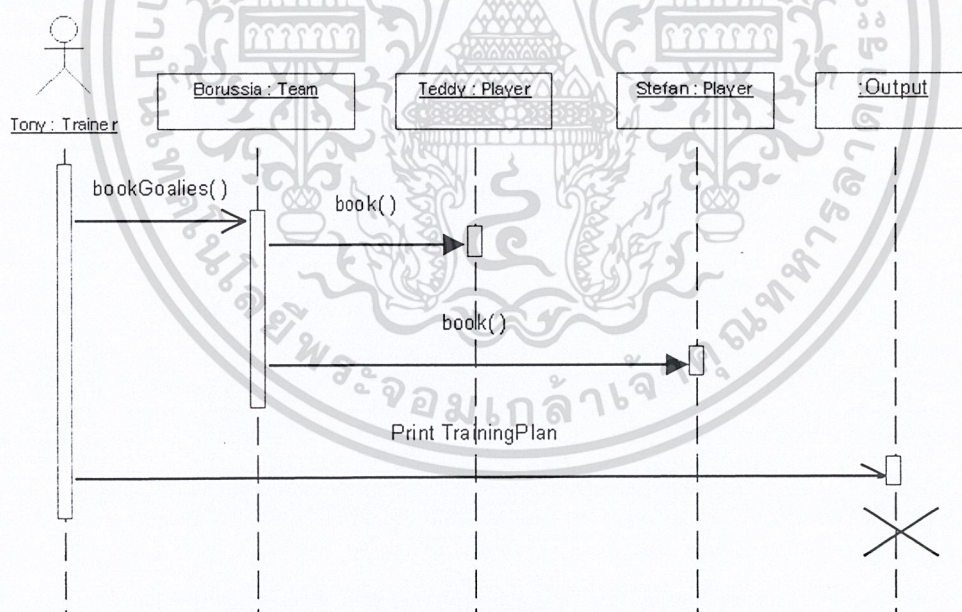 Tony : Trainer
Borussia : Team
Teddy : Player
Stefan : Player
:Output
bookGoalies()
book()
book()
Print TrainingPlan